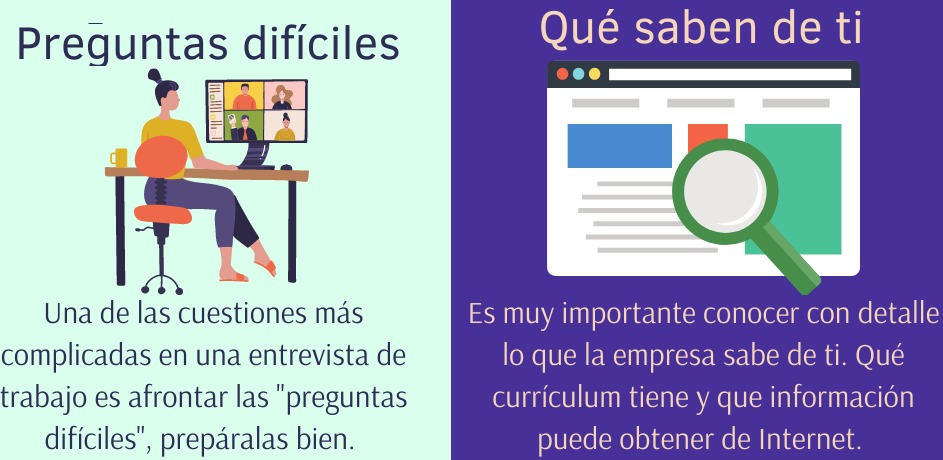 Preguntas difíciles
Una de las cuestiones más
complicadas en una entrevista de
trabajo es afrontar las "preguntas
difíciles", prepáralas bien.
Qué saben de ti
Es muy importante conocer con detalle
lo que la empresa sabe de ti. Qué
currículum tiene y que información
puede obtener de Internet.